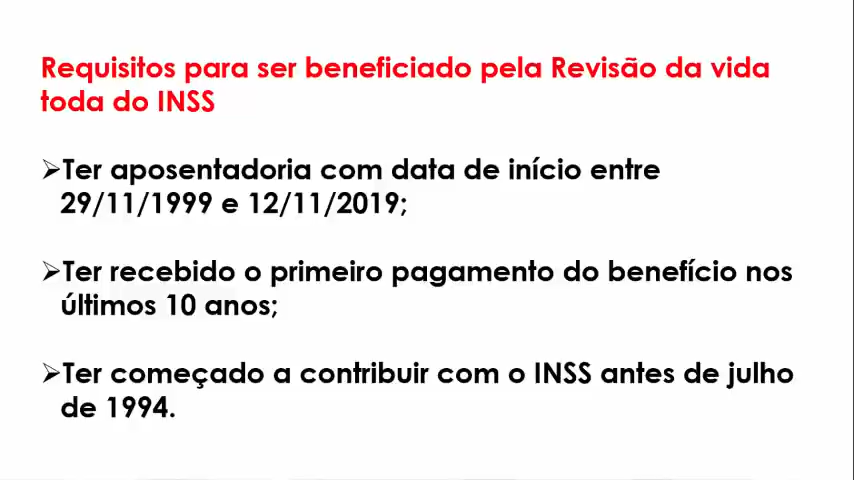 Requisitos para ser beneficiado pela Revisão da vida
toda do INSS
➢Ter aposentadoria com data de início entre
29/11/1999 e 12/11/2019;
➢Ter recebido o primeiro pagamento do benefício nos
últimos 10 anos;
➢Ter começado a contribuir com o INSS antes de julho
de 1994.